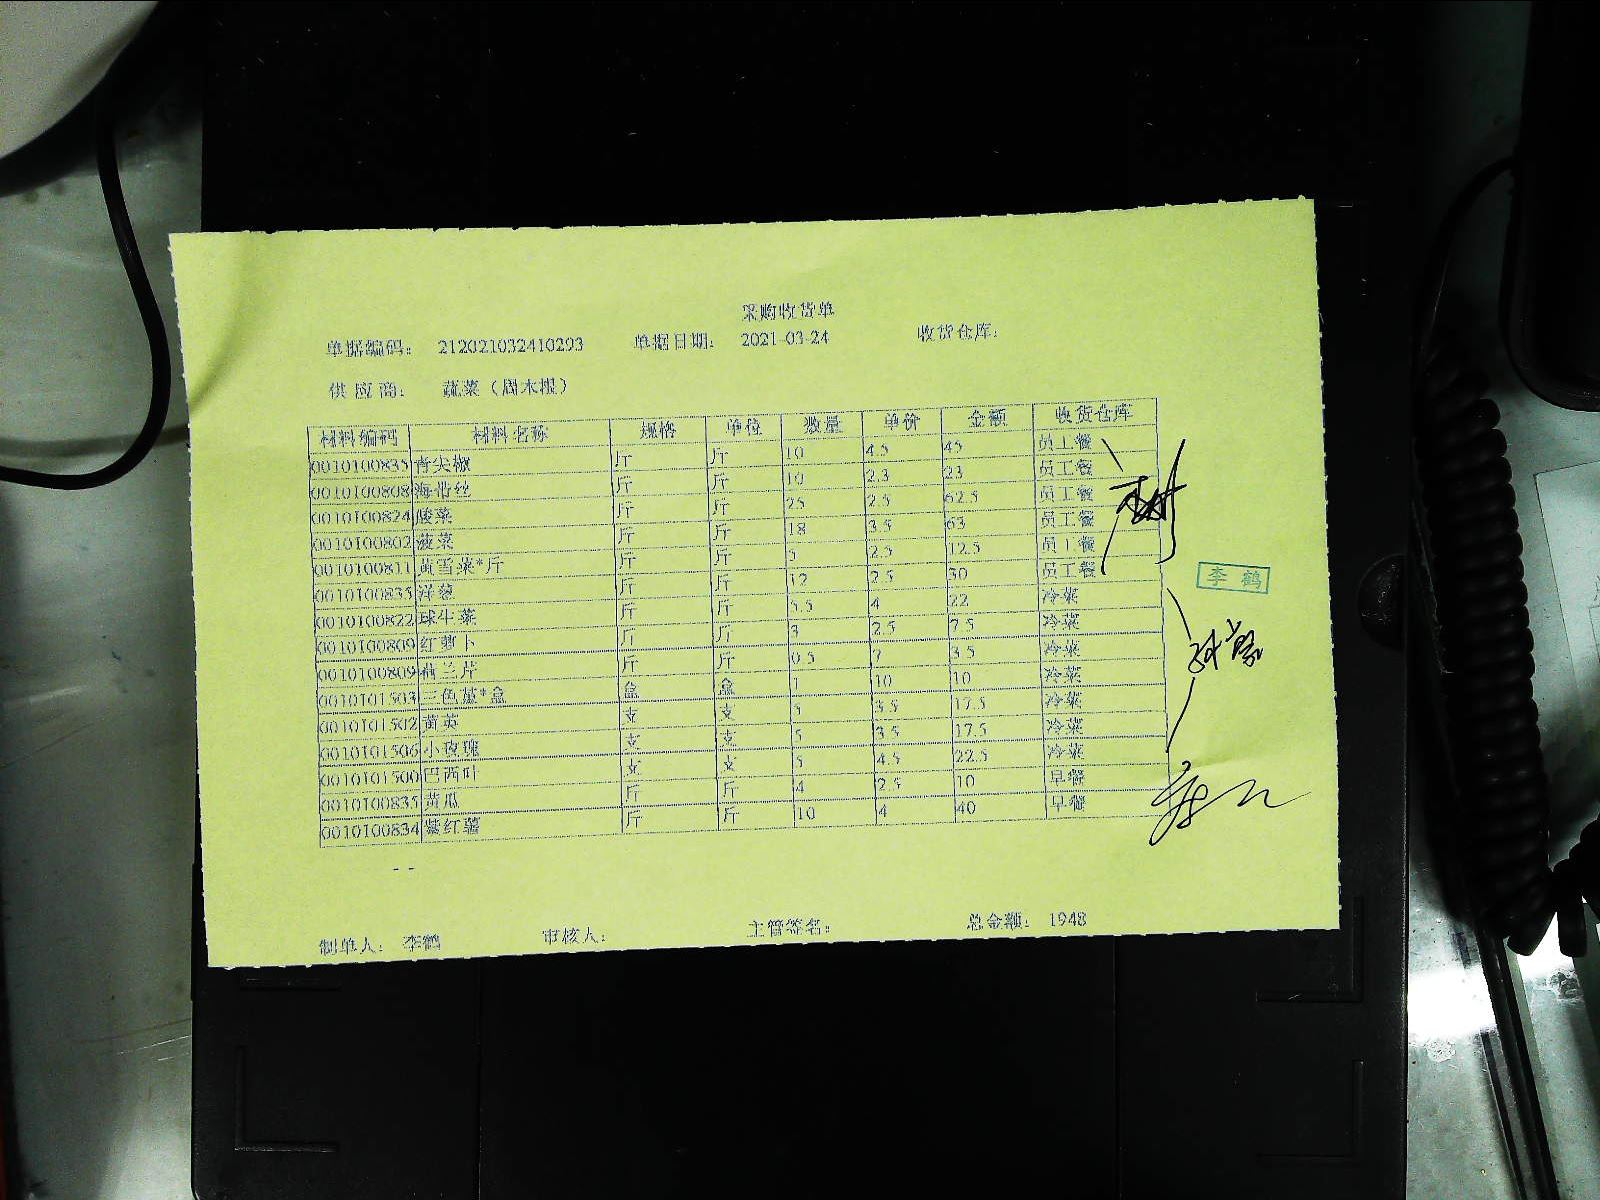 采购收货单
单据编码： 212021032410293 单据日期： 2021-03-24 收货仓库：
供 应 商： 蔬菜（周木根）
材料编码 材料名称 规格 单位 数量 单价 金额 收货仓库
0010100835 青尖椒 斤 斤 10 4.5 45 员工餐
0010100808 海带丝 斤 斤 10 2.3 23 员工餐
0010100824 酸菜 斤 斤 25 2.5 62.5 员工餐
0010100802 菠菜 斤 斤 18 3.5 63 员工餐
0010100811 黄雪菜*斤 斤 斤 5 2.5 12.5 员工餐
0010100835 洋葱 斤 斤 12 2.5 30 员工餐
0010100822 球生菜 斤 斤 5.5 4 22 冷菜
0010100809 红萝卜 斤 斤 3 2.5 7.5 冷菜
0010100809 荷兰芹 斤 斤 0.5 7 3.5 冷菜
0010101503 三色堇*盒 盒 盒 1 10 10 冷菜
0010101502 黄英 支 支 5 3.5 17.5 冷菜
0010101506 小玫瑰 支 支 5 3.5 17.5 冷菜
0010101500 巴西叶 支 支 5 4.5 22.5 冷菜
0010100835 黄瓜 斤 斤 4 2.5 10 早餐
0010100834 紫红薯 斤 斤 10 4 40 早餐
李鹤
制单人： 李鹤 审核人： 主管签名： 总金额： 1948